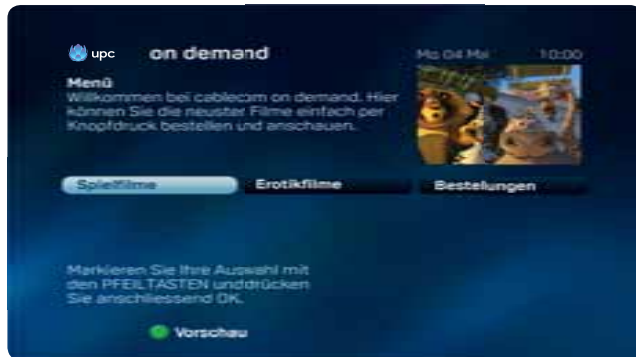 upc on demand Mo 04 Mai 10:00
Menü
Willkommen bei cablecom on demand. Hier
können Sie die neuster Filme einfach per
Knopfdruck bestellen und anschauen.
Spielfilme Erotikfilme Bestelungen
Markieren Sie Ihre Auswahl mit
den PFEILTASTEN unddrücken
Sie anschliessend OK.
Vorschau